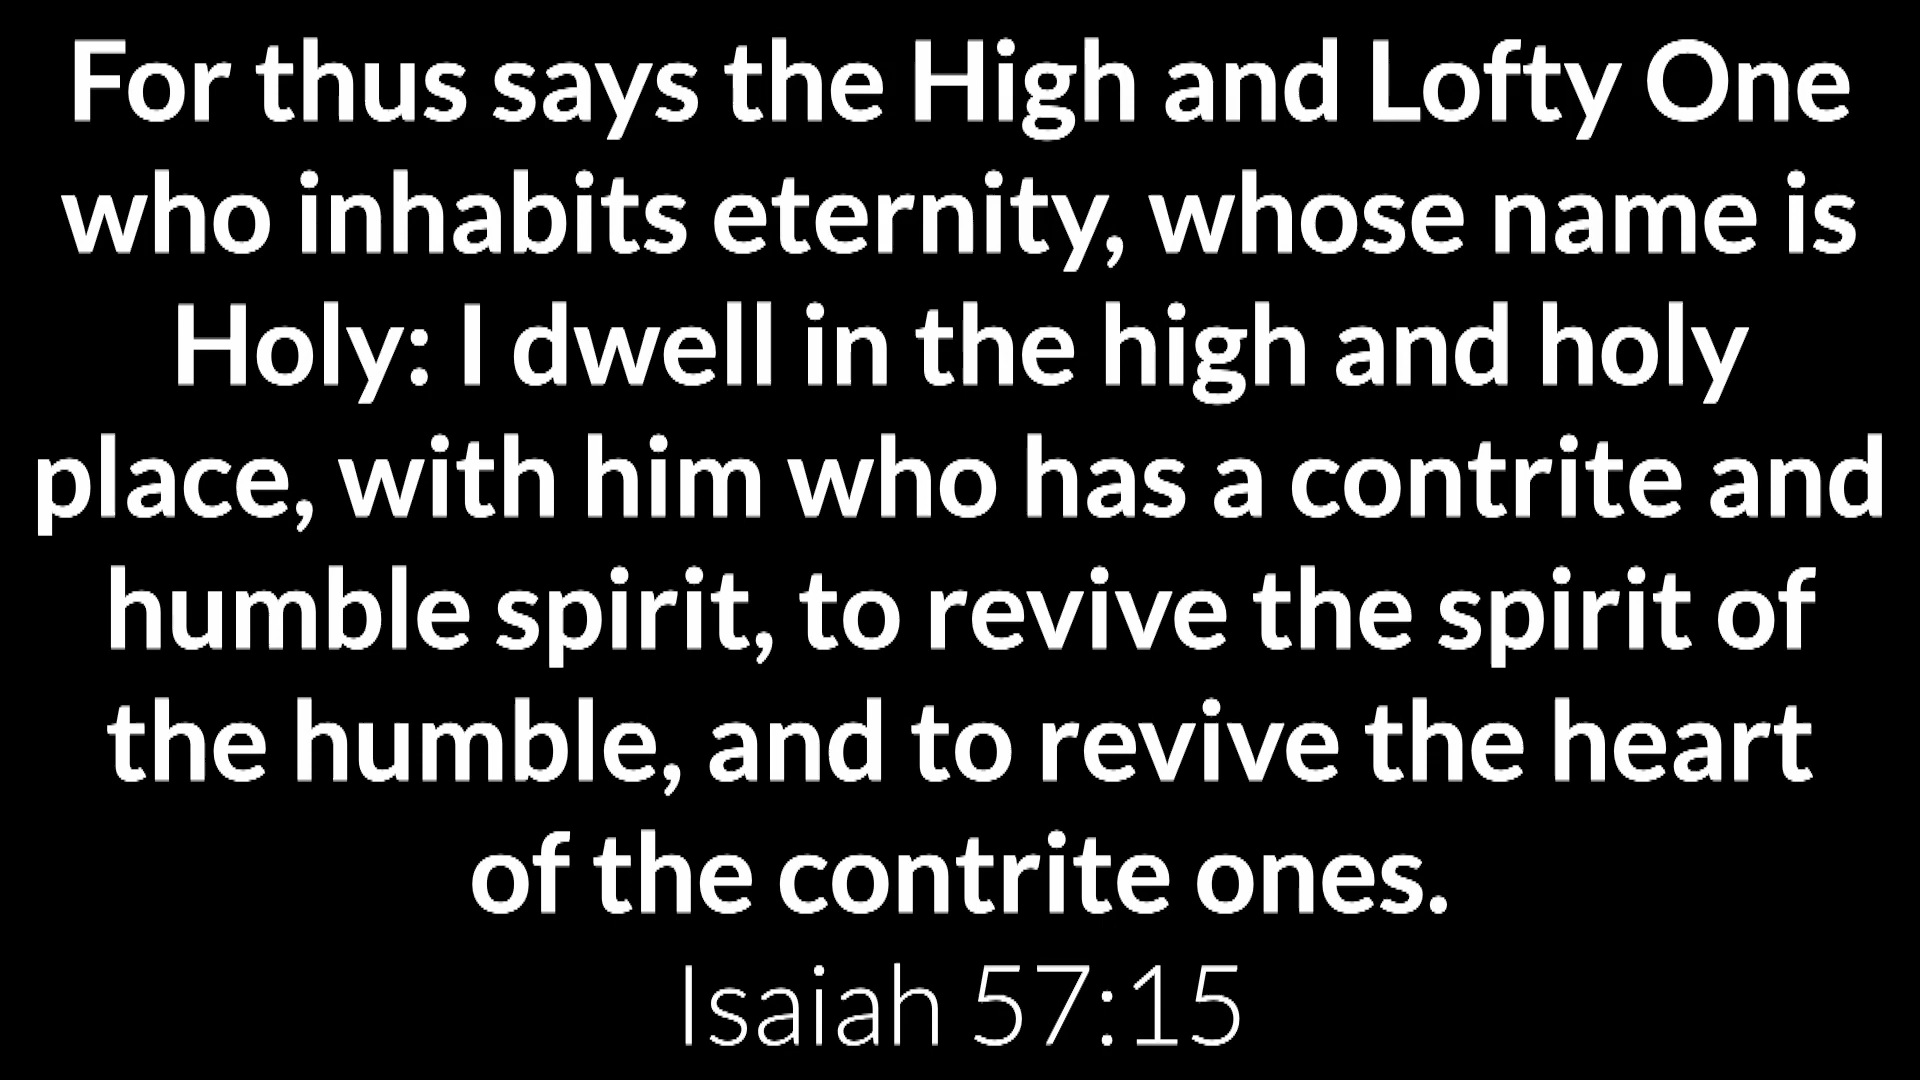 For thus says the High and Lofty One
who inhabits eternity, whose name is
Holy: I dwell in the high and holy
place, with him who has a contrite and
humble spirit, to revive the spirit of
the humble, and to revive the heart
of the contrite ones.
Isaiah 57:15